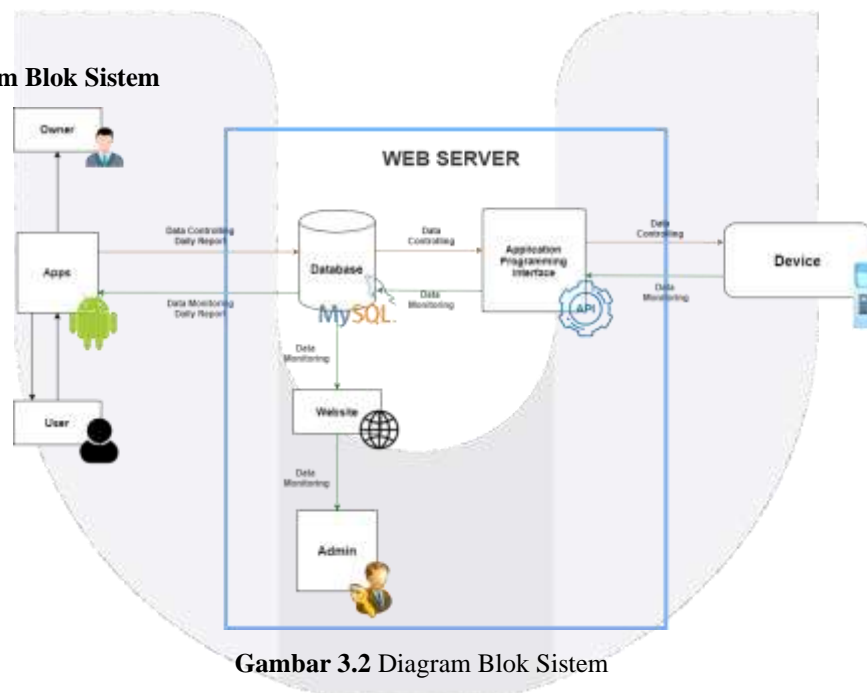 m Blok Sistem
Owner
WEB SERVER
Data Controlling
Daily Report
Data
Controlling
Data
Controlling
Apps
Database
MySQL
Application
Programming
Interface
API
Device
Data Monitoring
Daily Report
Data
Monitoring
Data
Monitoring
Data
Monitoring
User
Website
Data
Monitoring
Admin
Gambar 3.2 Diagram Blok Sistem